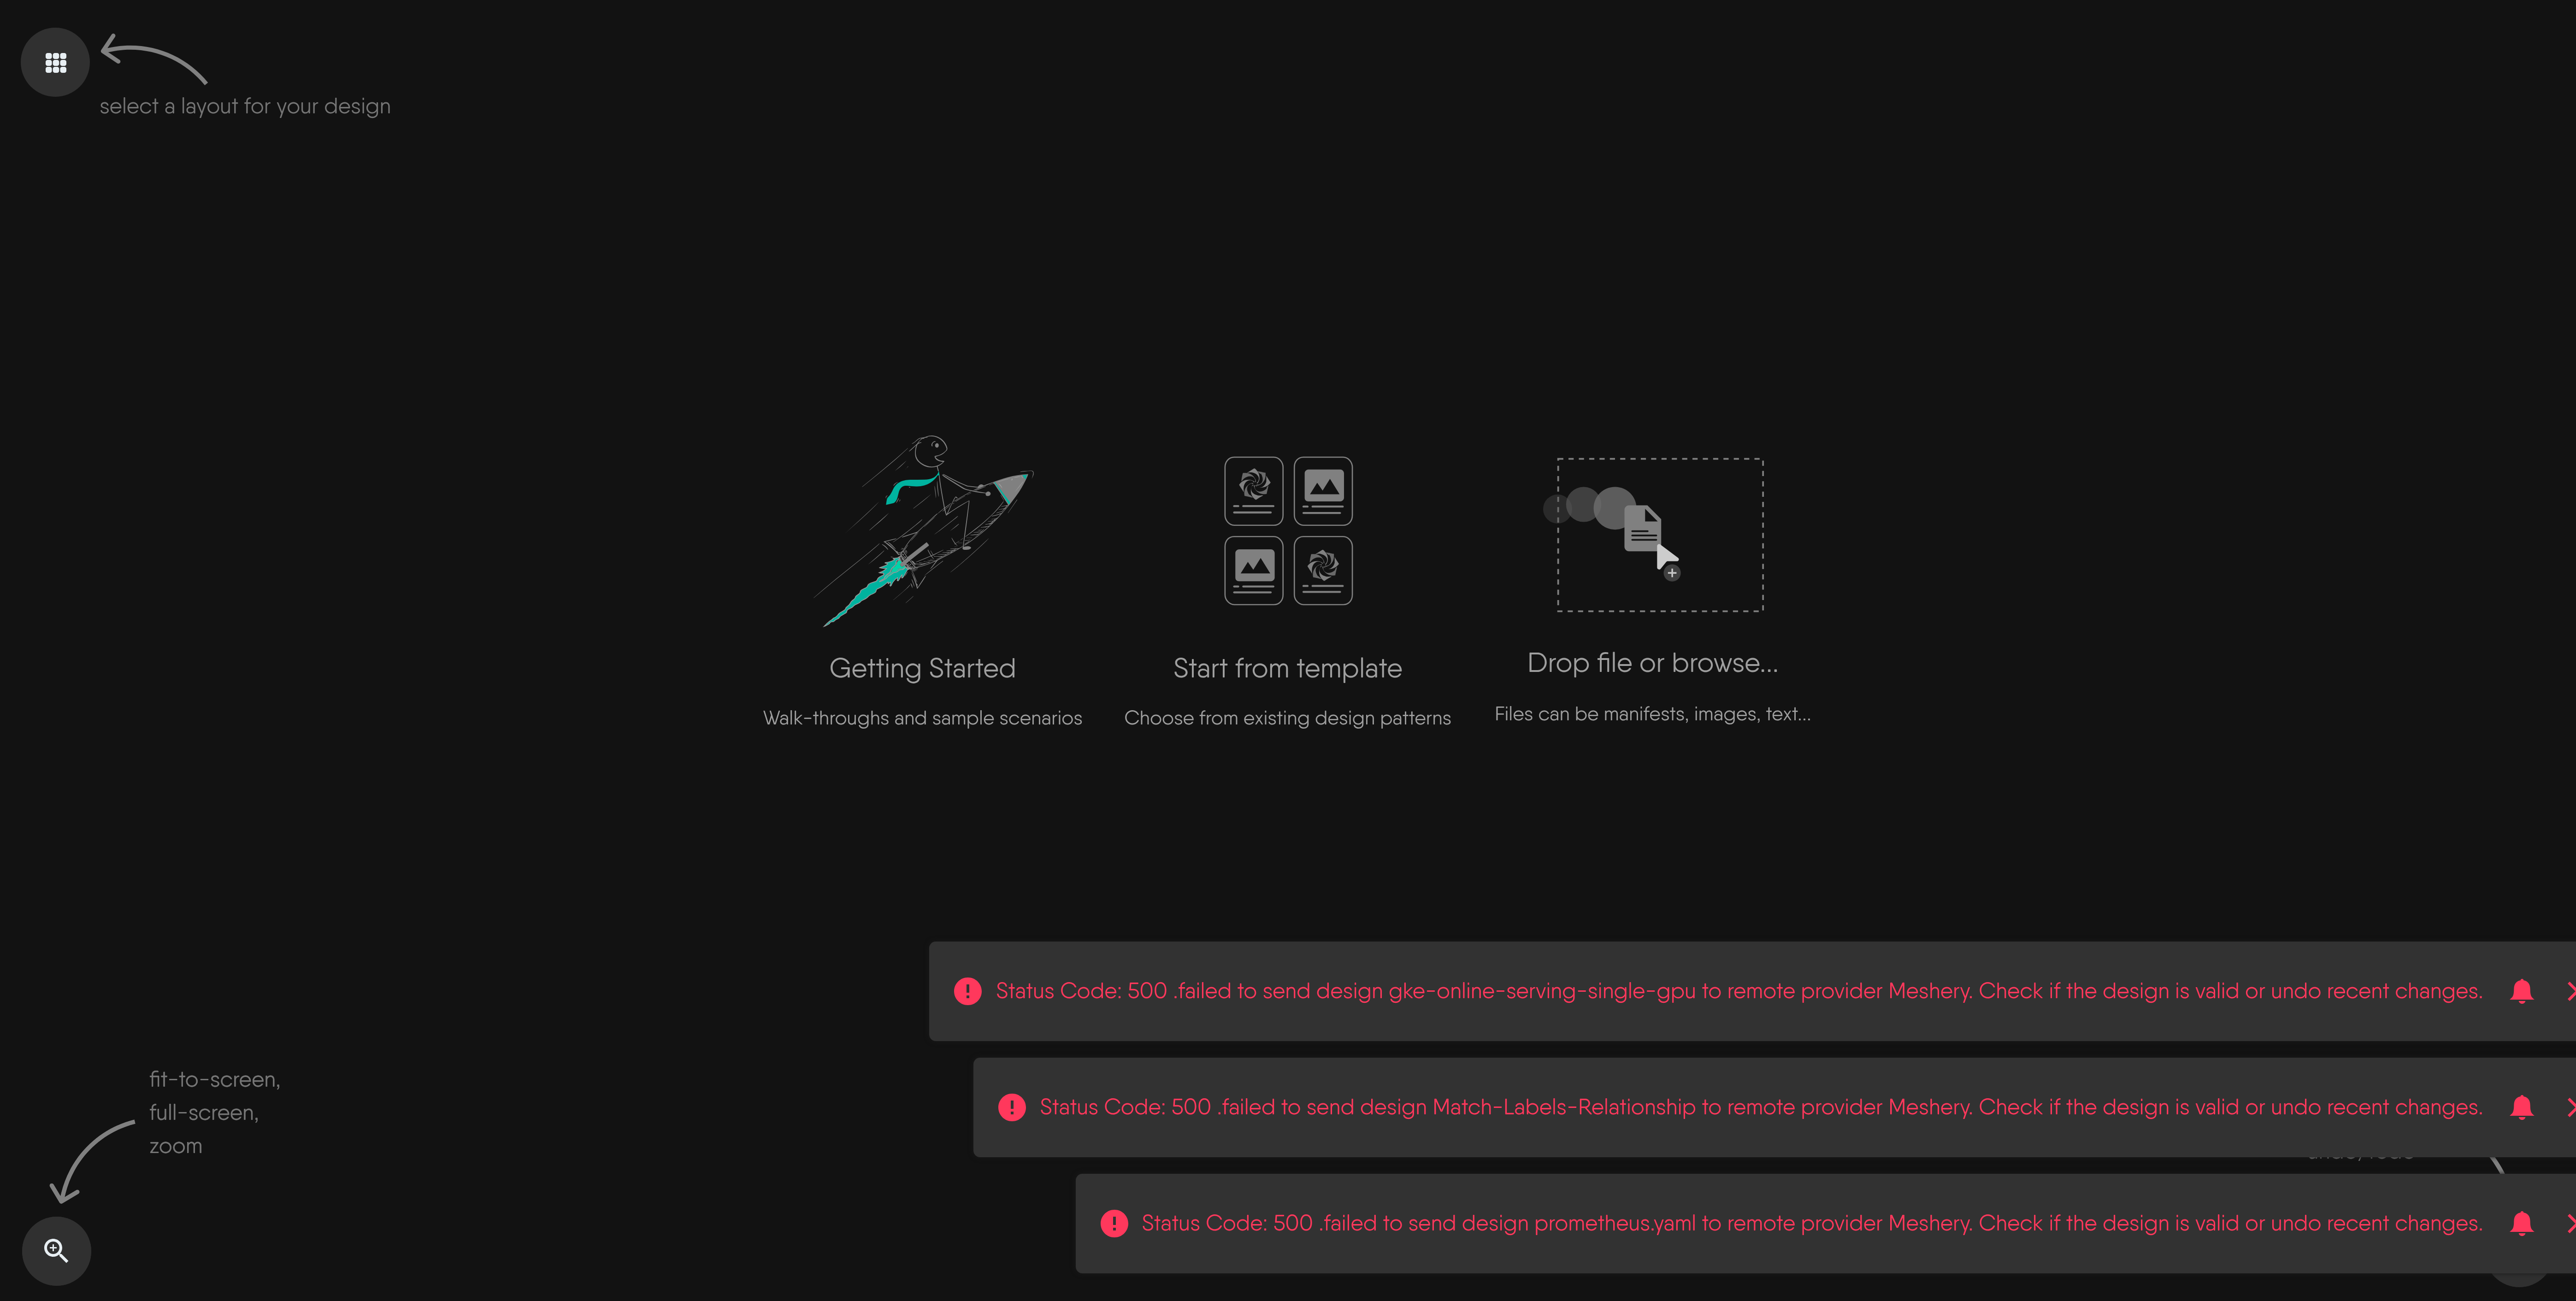 select a layout for your design
Getting Started
Walk-throughs and sample scenarios
Start from template
Choose from existing design patterns
Drop file or browse...
Files can be manifests, images, text...
Status Code: 500 .failed to send design gke-online-serving-single-gpu to remote provider Meshery. Check if the design is valid or undo recent changes.
fit-to-screen,
full-screen,
zoom
Status Code: 500 .failed to send design Match-Labels-Relationship to remote provider Meshery. Check if the design is valid or undo recent changes.
Status Code: 500 .failed to send design prometheus.yaml to remote provider Meshery. Check if the design is valid or undo recent changes.